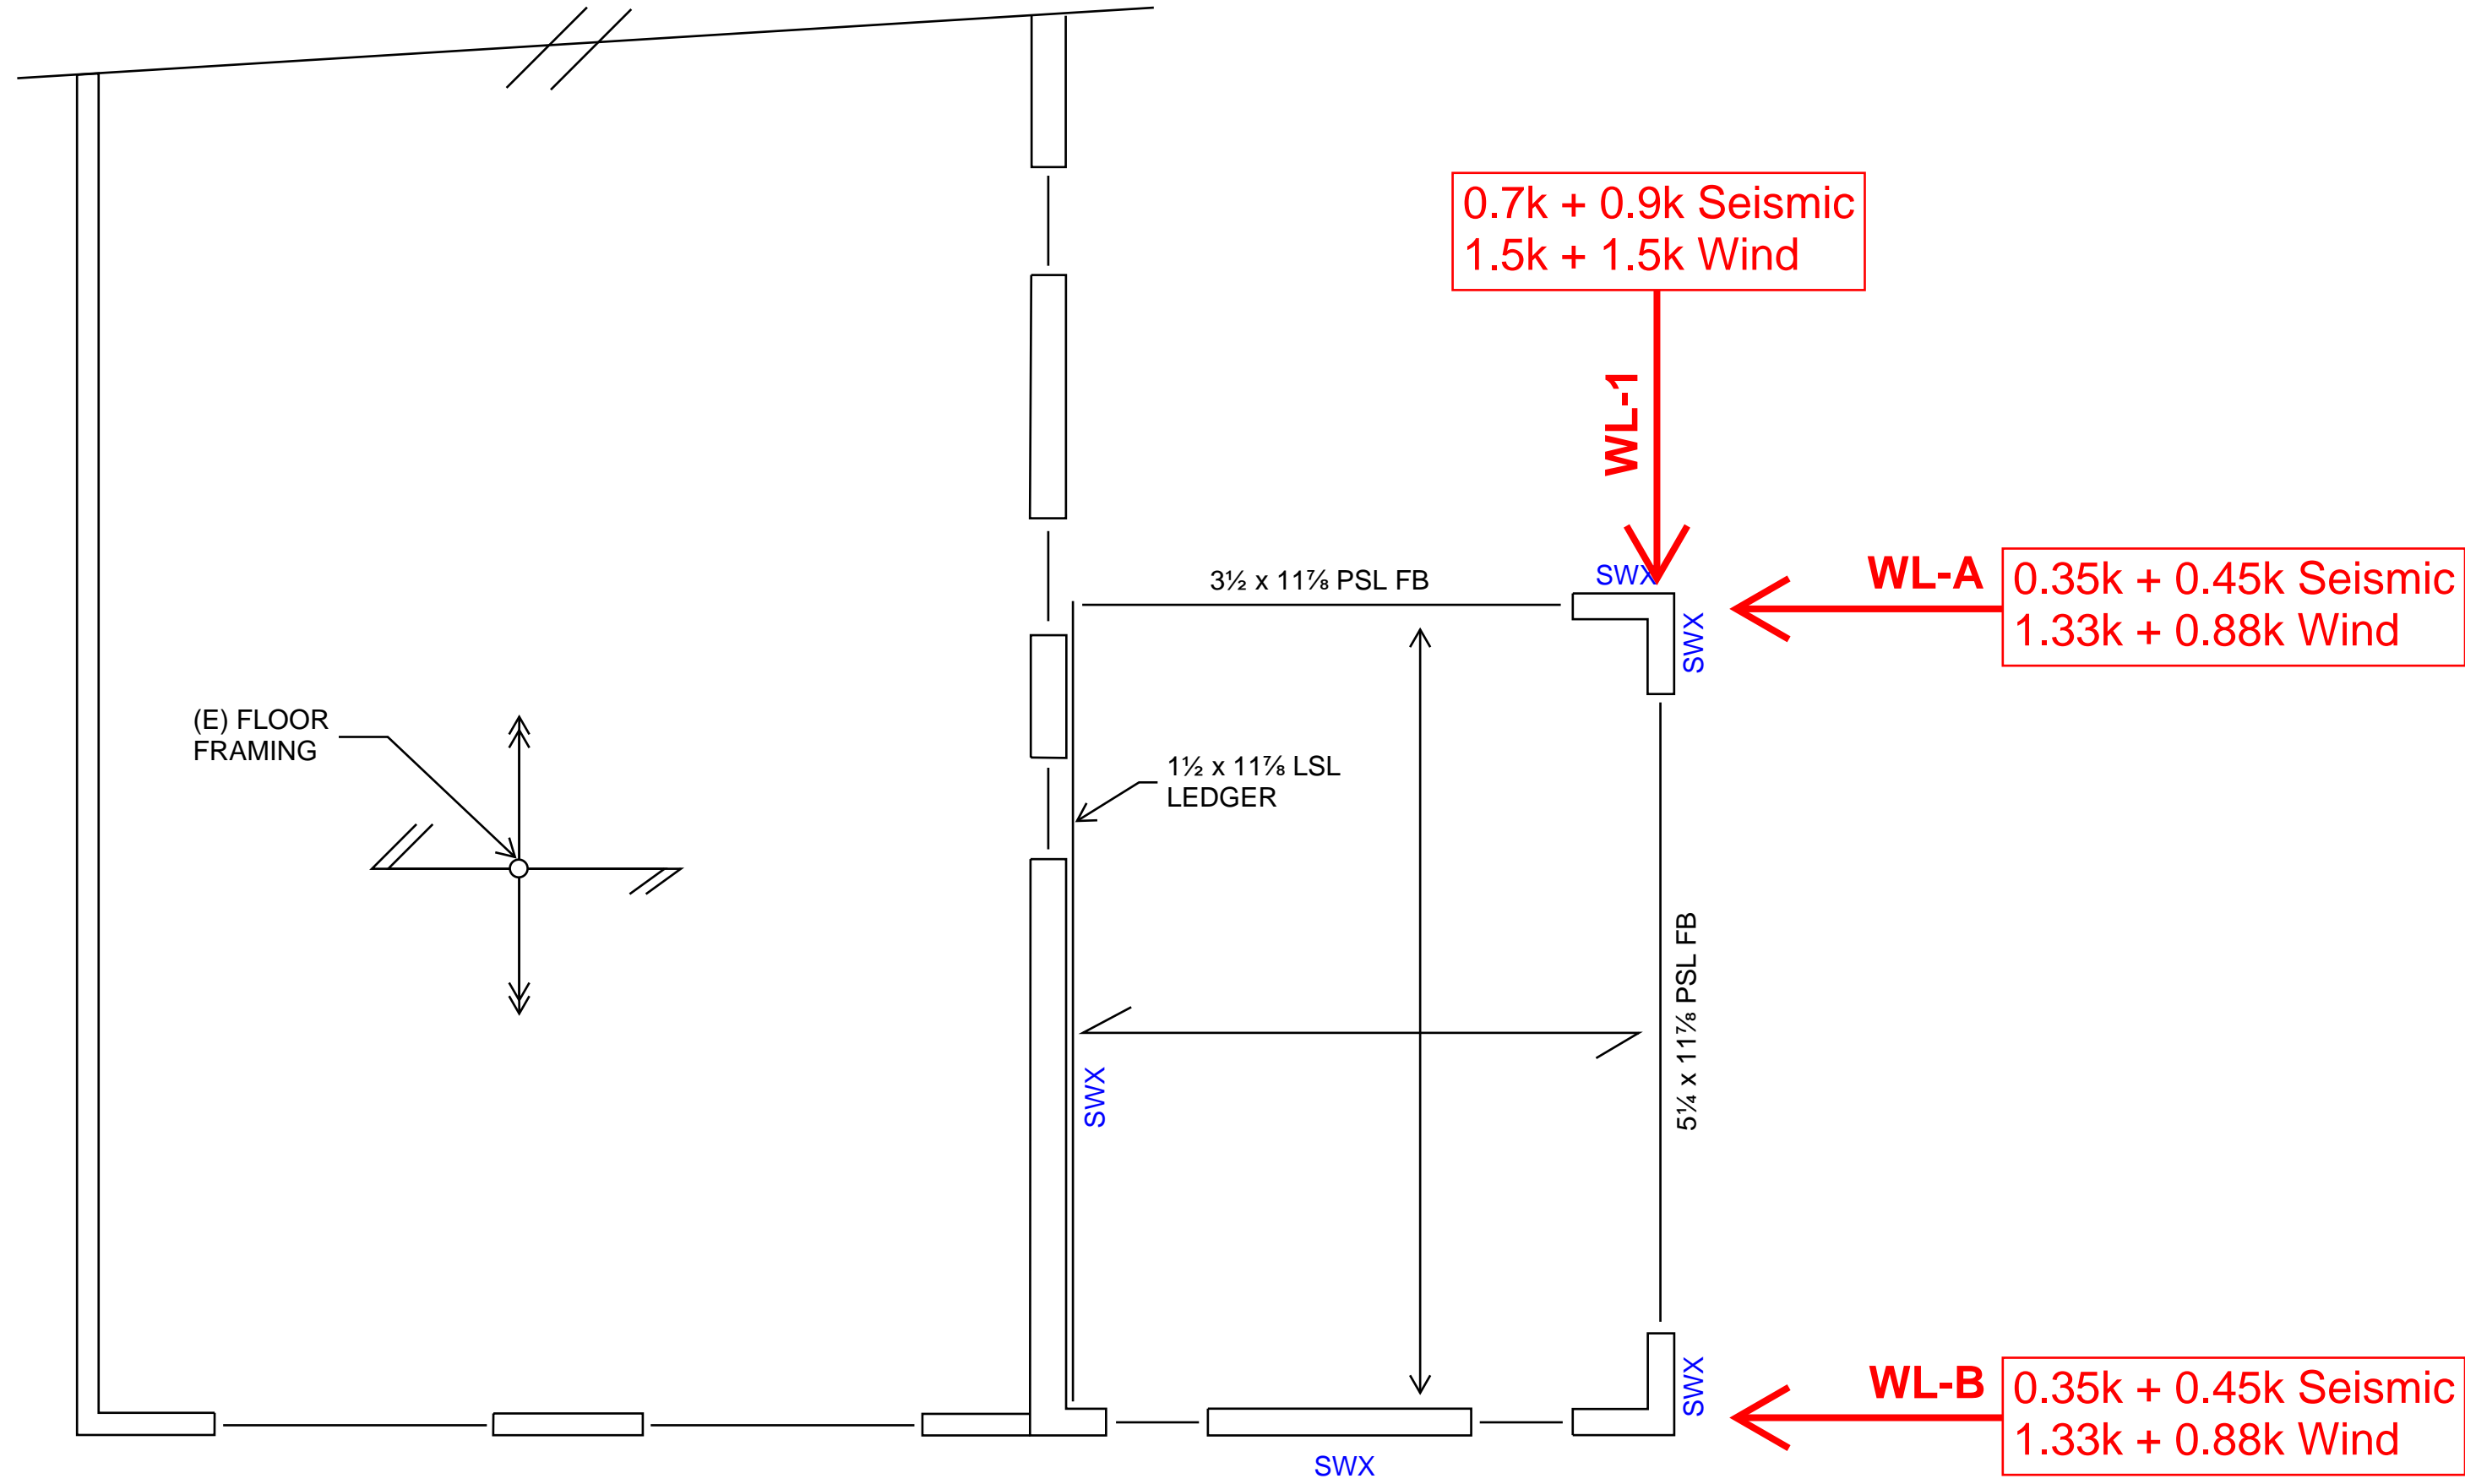 0.7k + 0.9k Seismic
1.5k + 1.5k Wind
WL-1
SWX
3½ x 11⅞ PSL FB
WL-A
0.35k + 0.45k Seismic
1.33k + 0.88k Wind
SWX
(E) FLOOR
FRAMING
1½ x 11⅞ LSL
LEDGER
5¼ x 11⅞ PSL FB
SWX
SWX
WL-B
0.35k + 0.45k Seismic
1.33k + 0.88k Wind
SWX